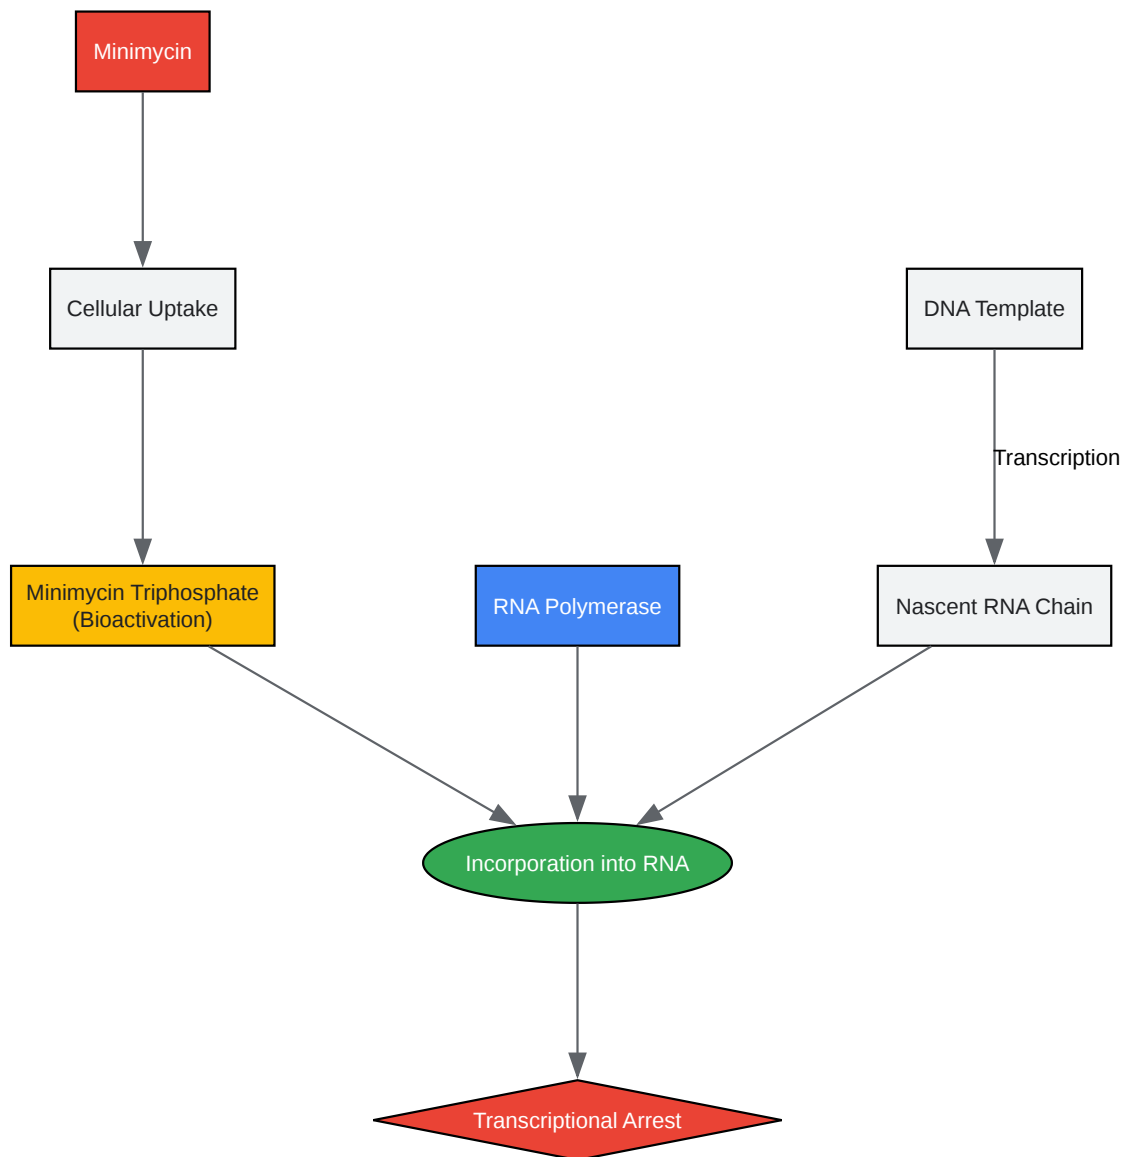 Minimycin
Cellular Uptake
DNA Template
Transcription
Minimycin Triphosphate
(Bioactivation)
RNA Polymerase
Nascent RNA Chain
Incorporation into RNA
Transcriptional Arrest